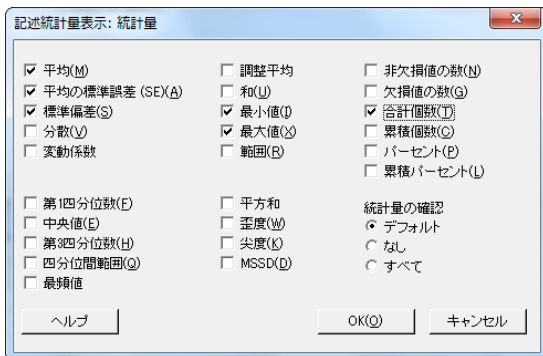 記述統計量表示: 統計量
平均(M)
平均の標準誤差 (SE)(A)
標準偏差(S)
分散(V)
変動係数
調整平均
和(U)
最小値(I)
最大値(X)
範囲(R)
非欠損値の数(N)
欠損値の数(G)
合計個数(T)
累積個数(C)
パーセント(P)
累積パーセント(L)
第1四分位数(F)
中央値(E)
第3四分位数(H)
四分位間範囲(Q)
最頻値
平方和
歪度(W)
尖度(K)
MSSD(D)
統計量の確認
デフォルト
なし
すべて
ヘルプ
OK(O)
キャンセル